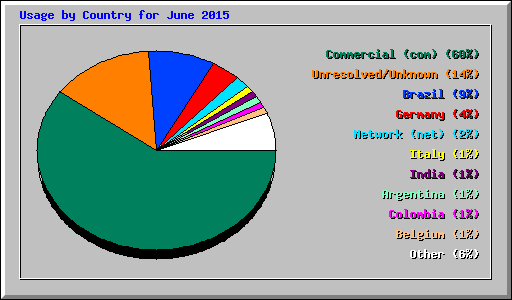 Usage by Country for June 2015
Commercial (com) (60%)
Unresolved/Unknown (14%)
Brazil (9%)
Germany (4%)
Network (net) (2%)
Italy (1%)
India (1%)
Argentina (1%)
Colombia (1%)
Belgium (1%)
Other (6%)